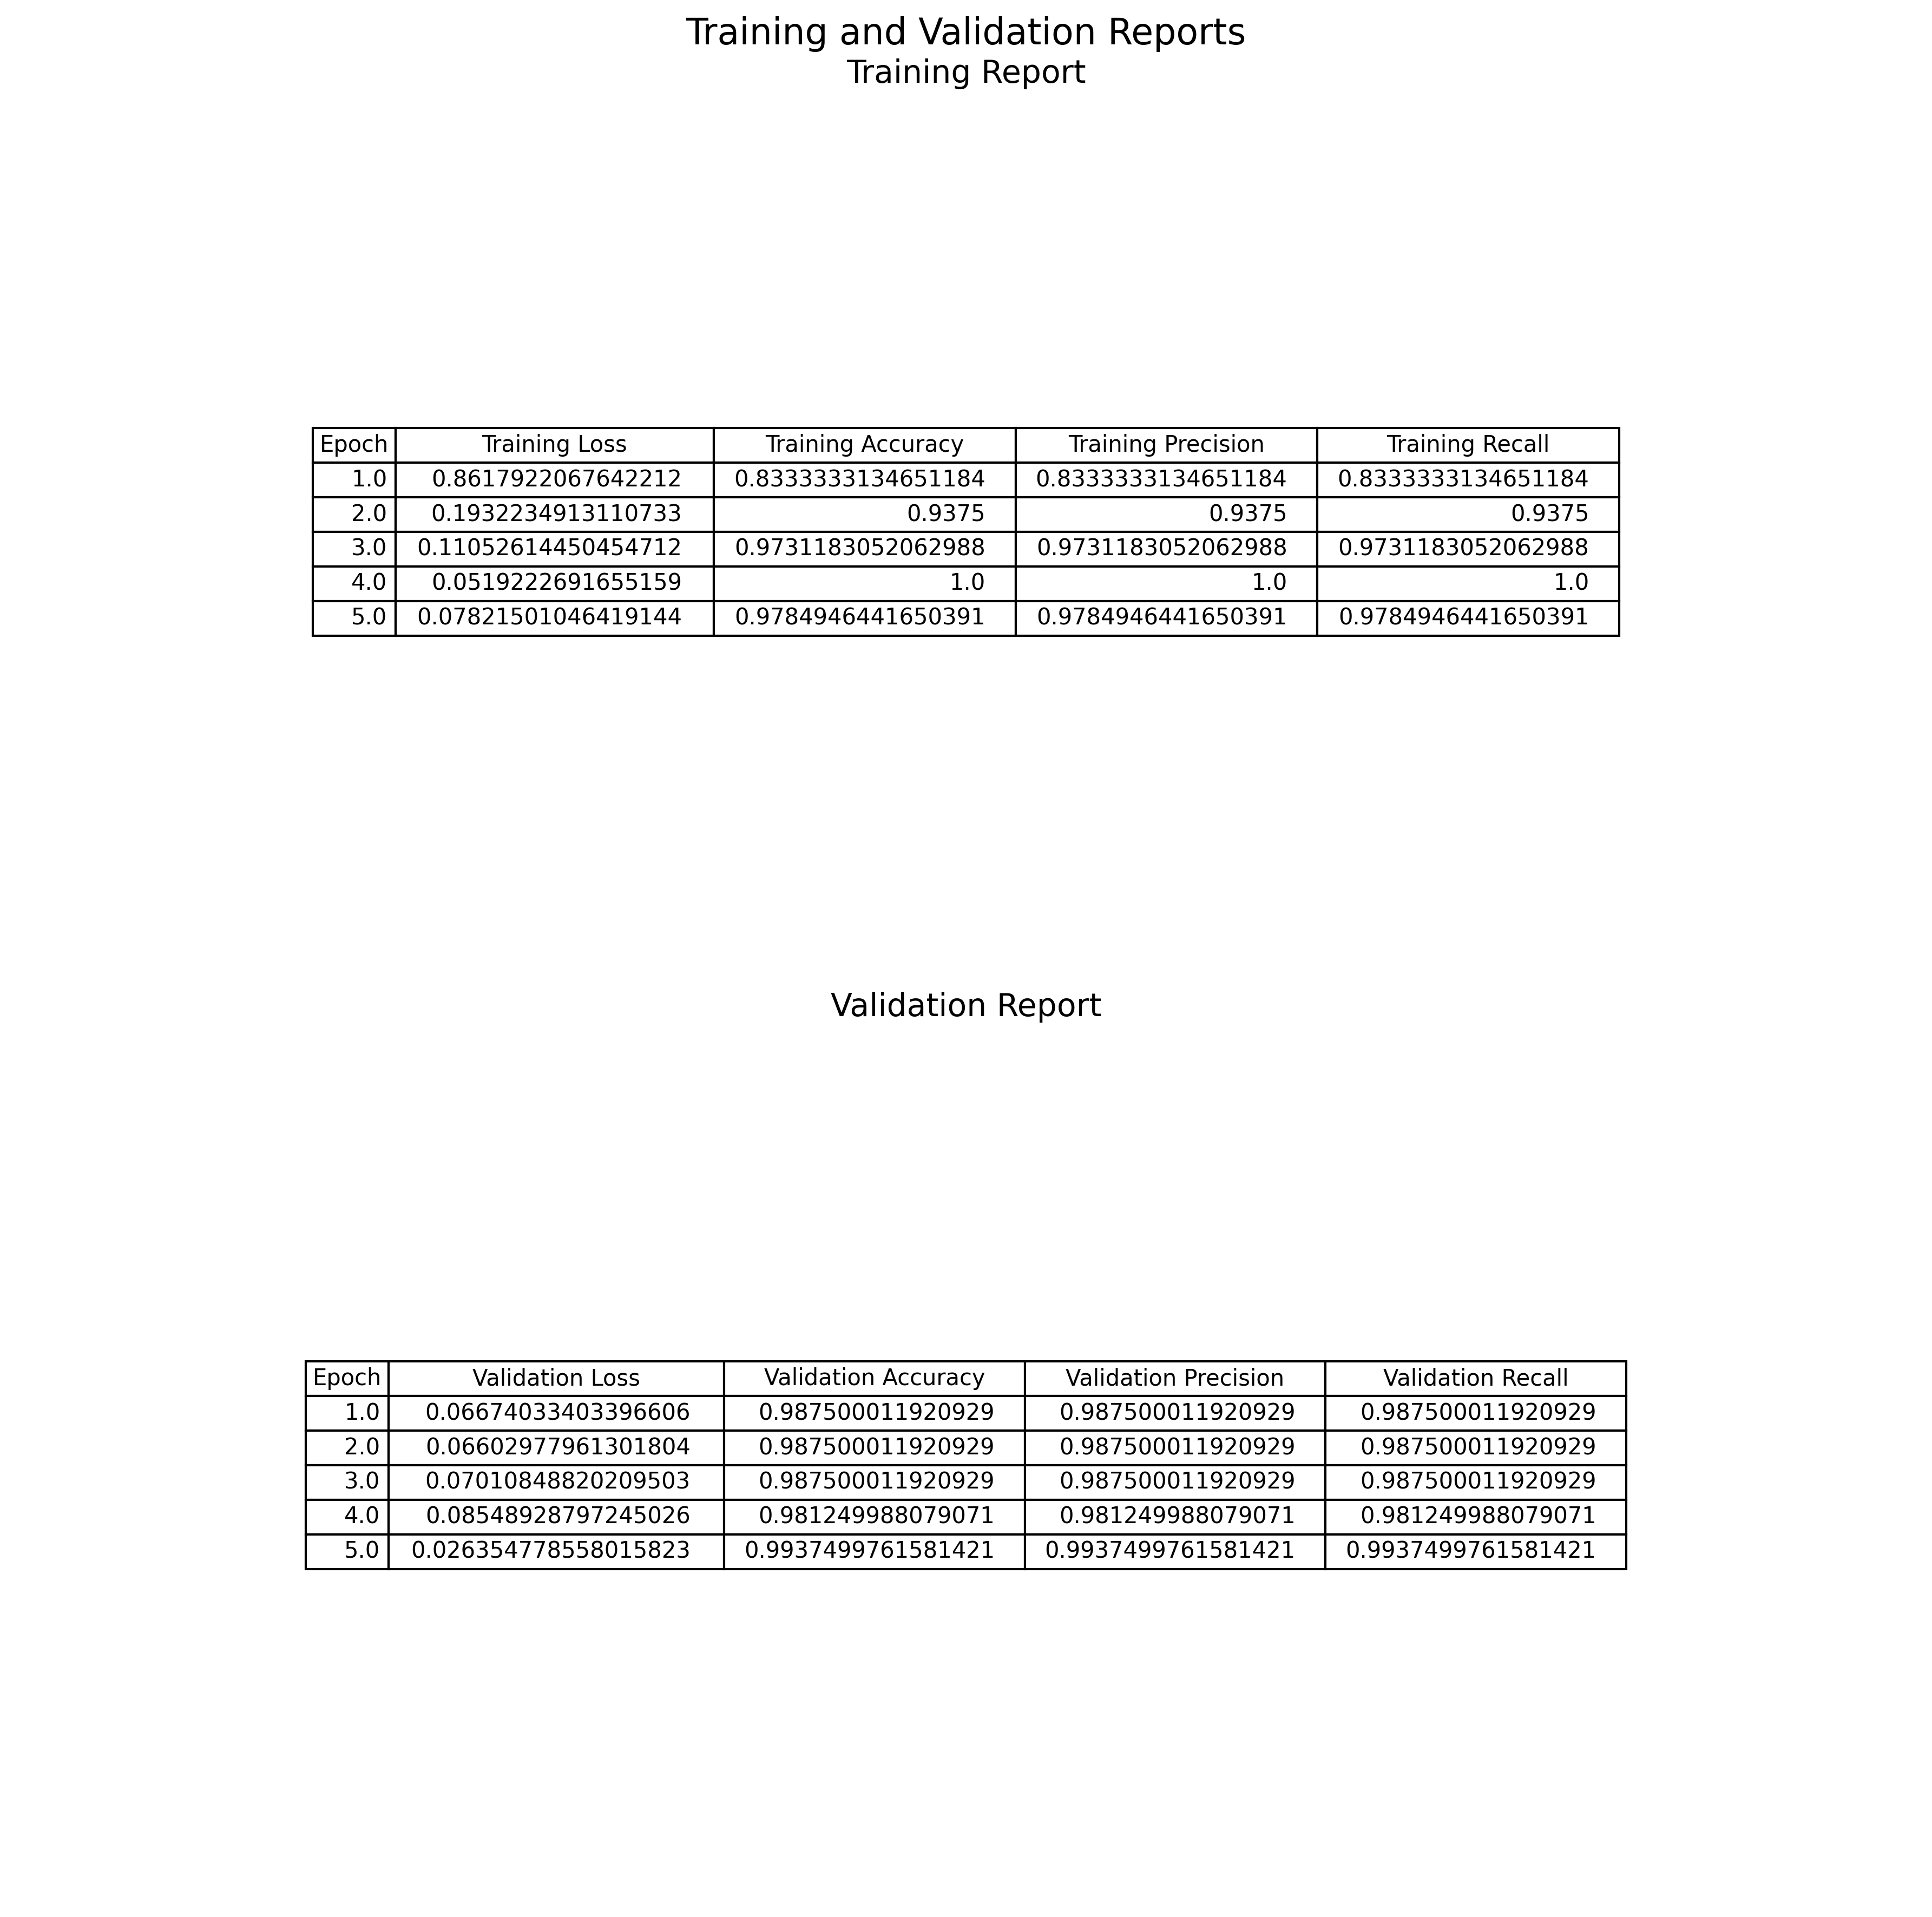 Training and Validation Reports
Training Report
Epoch Training Loss Training Accuracy Training Precision Training Recall
1.0 0.8617922067642212 0.8333333134651184 0.8333333134651184 0.8333333134651184
2.0 0.1932234913110733 0.9375 0.9375 0.9375
3.0 0.11052614450454712 0.9731183052062988 0.9731183052062988 0.9731183052062988
4.0 0.0519222691655159 1.0 1.0 1.0
5.0 0.07821501046419144 0.9784946441650391 0.9784946441650391 0.9784946441650391
Validation Report
Epoch Validation Loss Validation Accuracy Validation Precision Validation Recall
1.0 0.06674033403396606 0.987500011920929 0.987500011920929 0.987500011920929
2.0 0.06602977961301804 0.987500011920929 0.987500011920929 0.987500011920929
3.0 0.07010848820209503 0.987500011920929 0.987500011920929 0.987500011920929
4.0 0.08548928797245026 0.981249988079071 0.981249988079071 0.981249988079071
5.0 0.026354778558015823 0.9937499761581421 0.9937499761581421 0.9937499761581421